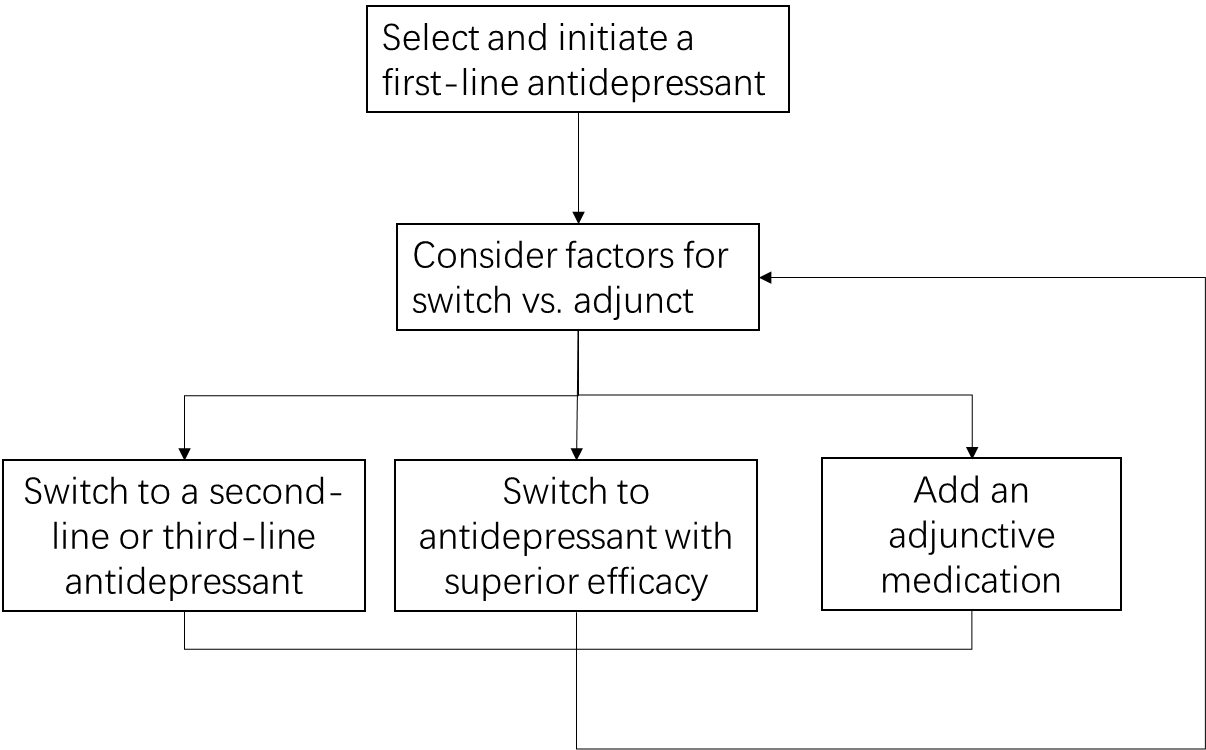 Select and initiate a
first-line antidepressant
Consider factors for
switch vs. adjunct
Switch to a second-
line or third-line
antidepressant
Switch to
antidepressant with
superior efficacy
Add an
adjunctive
medication